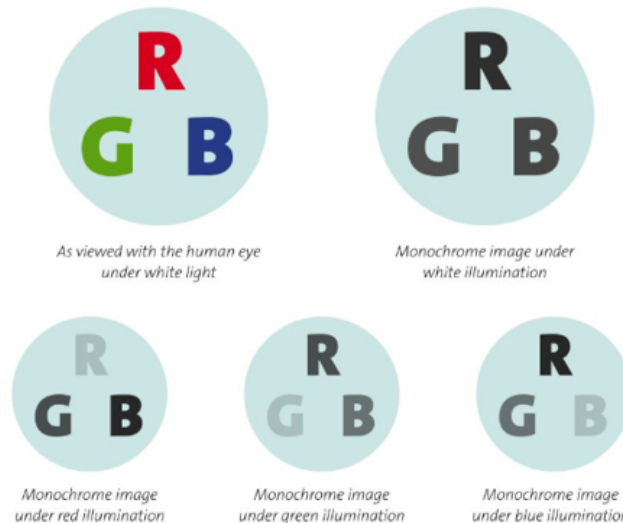 R
G B
As viewed with the human eye
under white light
R
G B
Monochrome image under
white illumination
R
G B
Monochrome image
under red illumination
R
G B
Monochrome image
under green illumination
R
G B
Monochrome image
under blue illumination